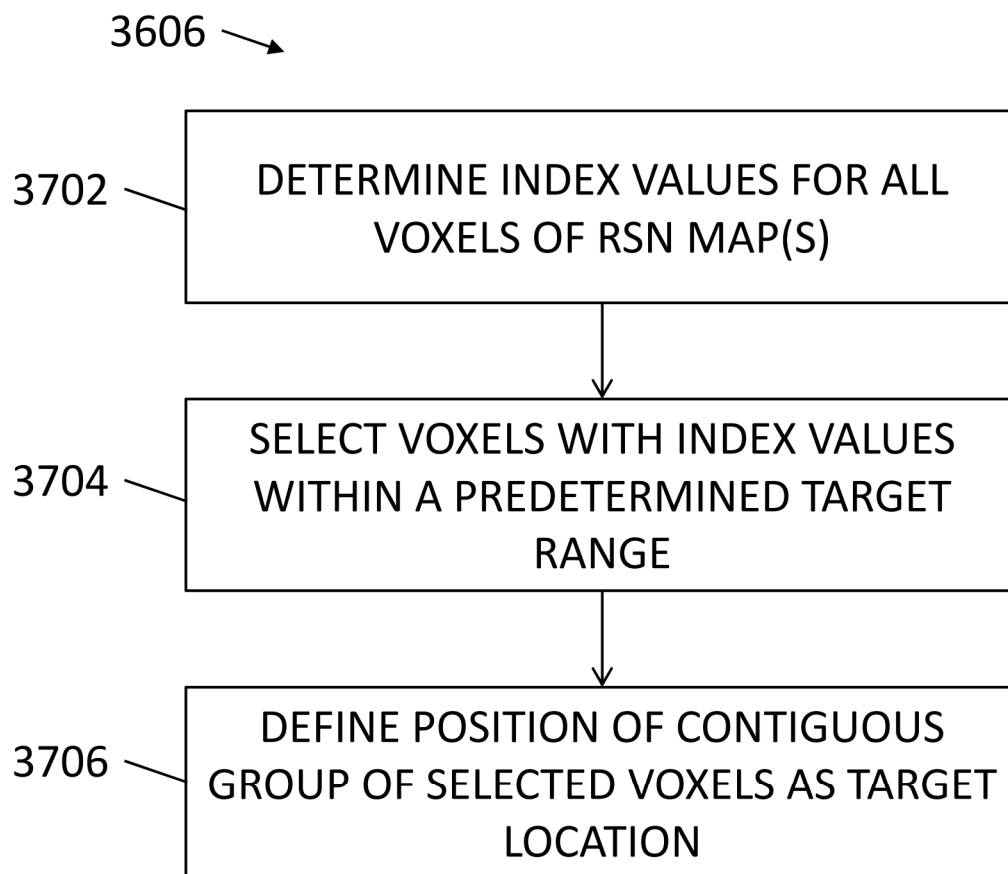 3606
3702
DETERMINE INDEX VALUES FOR ALL
VOXELS OF RSN MAP(S)
3704
SELECT VOXELS WITH INDEX VALUES
WITHIN A PREDETERMINED TARGET
RANGE
3706
DEFINE POSITION OF CONTIGUOUS
GROUP OF SELECTED VOXELS AS TARGET
LOCATION